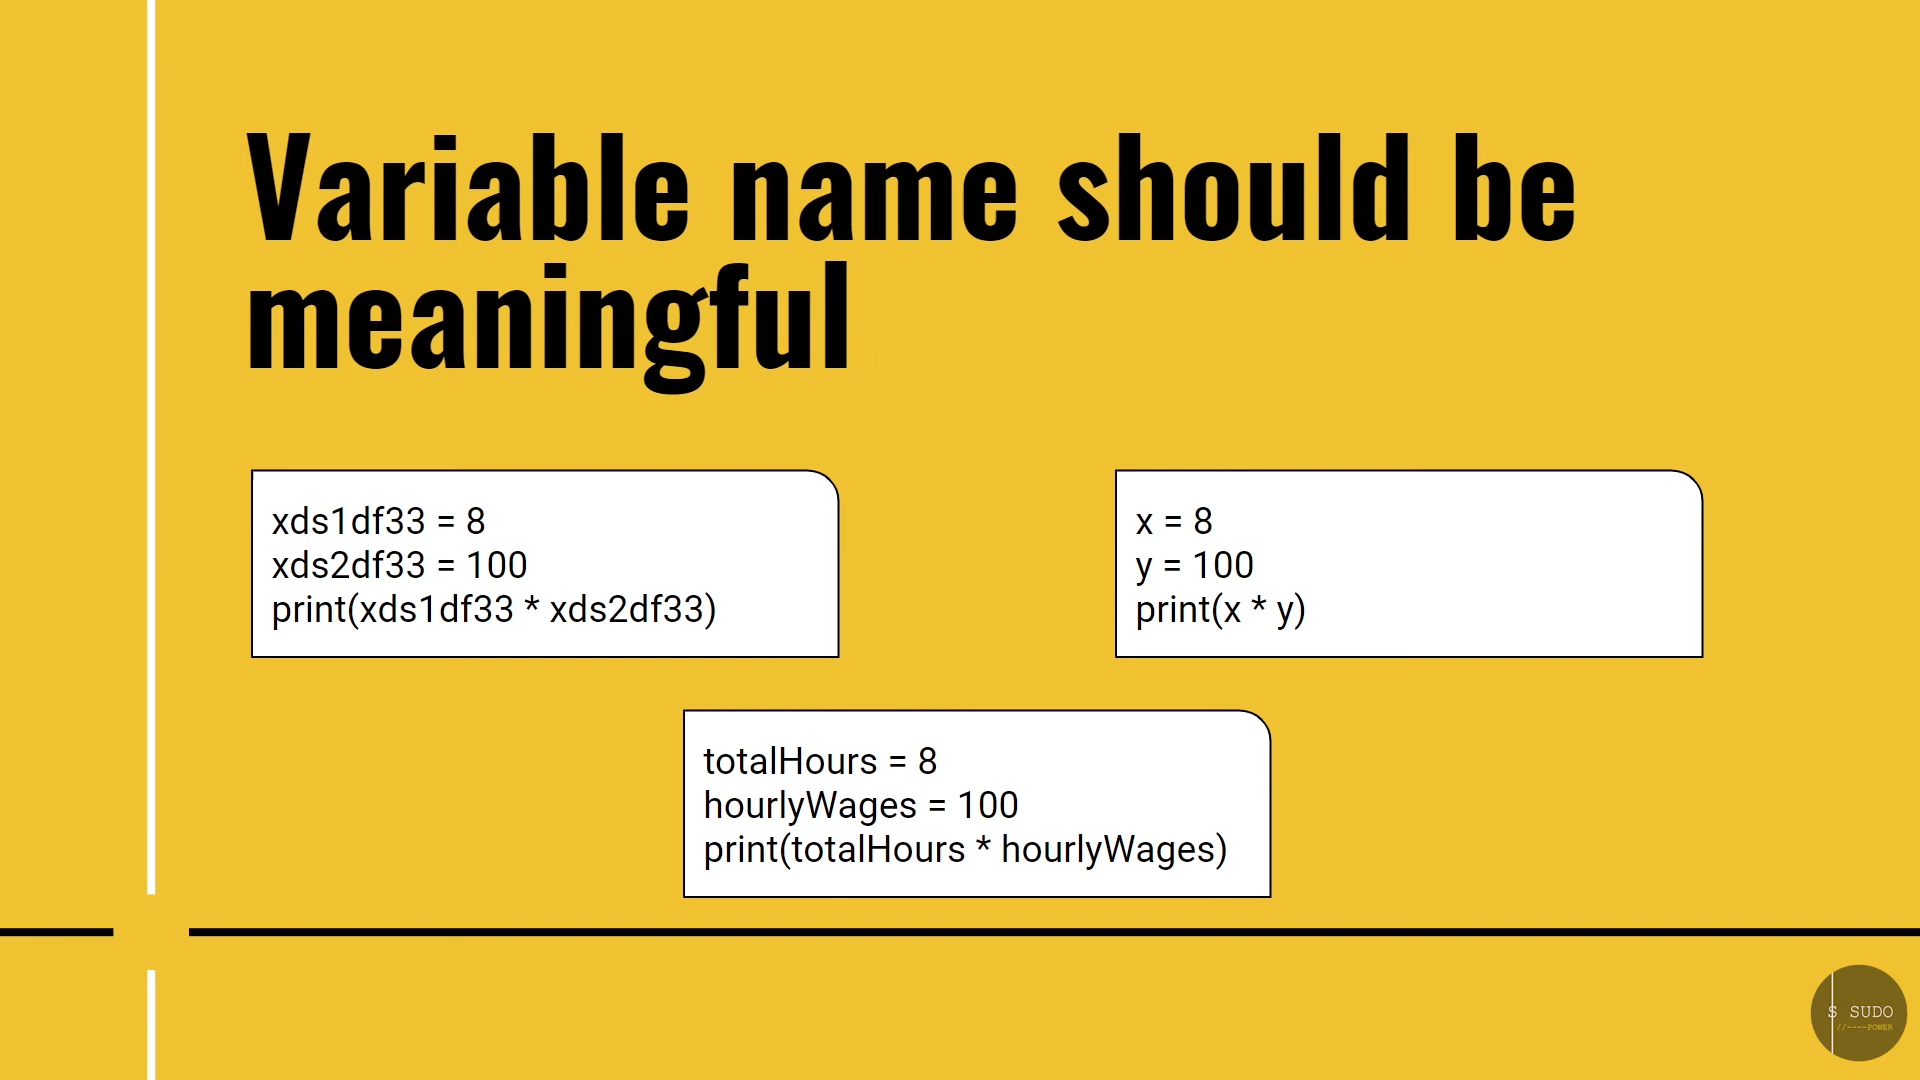 Variable name should be
meaningful
xds1df33 = 8
xds2df33 = 100
print(xds1df33 * xds2df33)
x = 8
y = 100
print(x * y)
totalHours = 8
hourlyWages = 100
print(totalHours * hourlyWages)
S SUDO
//----POWER